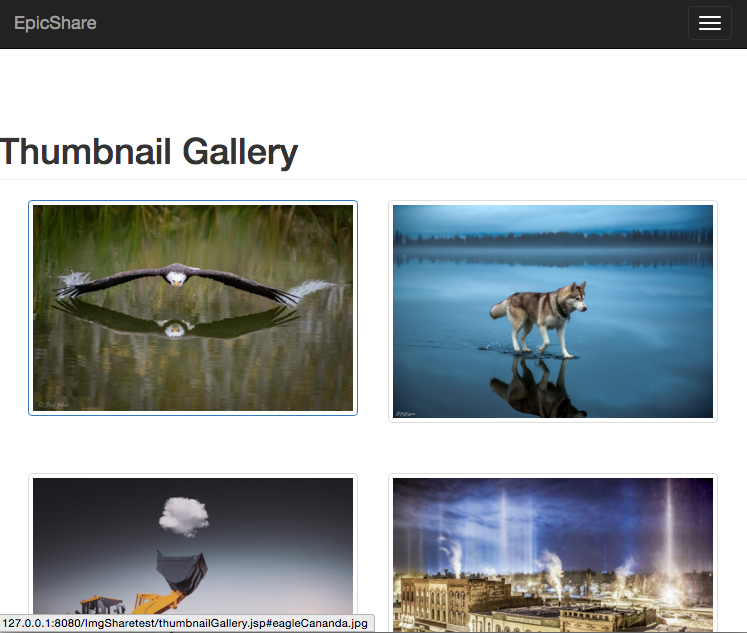 EpicShare
Thumbnail Gallery
127.0.0.1:8080/ImgSharetest/thumbnailGallery.jsp#eagleCananda.jpg